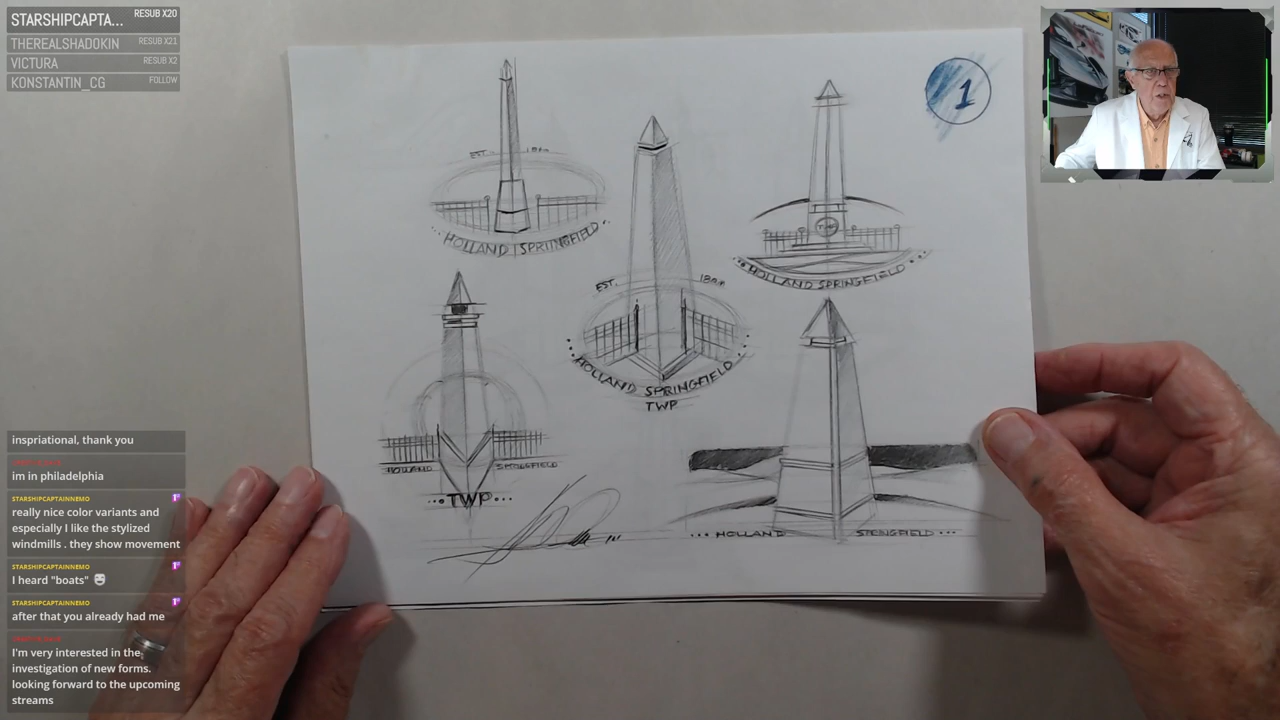 STARSHIPCAPTA... RESUB X20
THEREALSHADOKIN RESUB X21
VICTURA RESUB X2
KONSTANTIN_CG FOLLOW
1
EST.
HOLLAND SPRINGFIELD
EST.
HOLLAND SPRINGFIELD
TWP
TWP
HOLLAND SPRINGFIELD
HOLLAND SPRINGFIELD
TWP
HOLLAND
inspriational, thank you
im in philadelphia
STARSHIPCAPTAINNEMO
really nice color variants and
especially I like the stylized
windmills . they show movement
STARSHIPCAPTAINNEMO
I heard "boats"
STARSHIPCAPTAINNEMO
after that you already had me
I'm very interested in the
investigation of new forms.
looking forward to the upcoming
streams